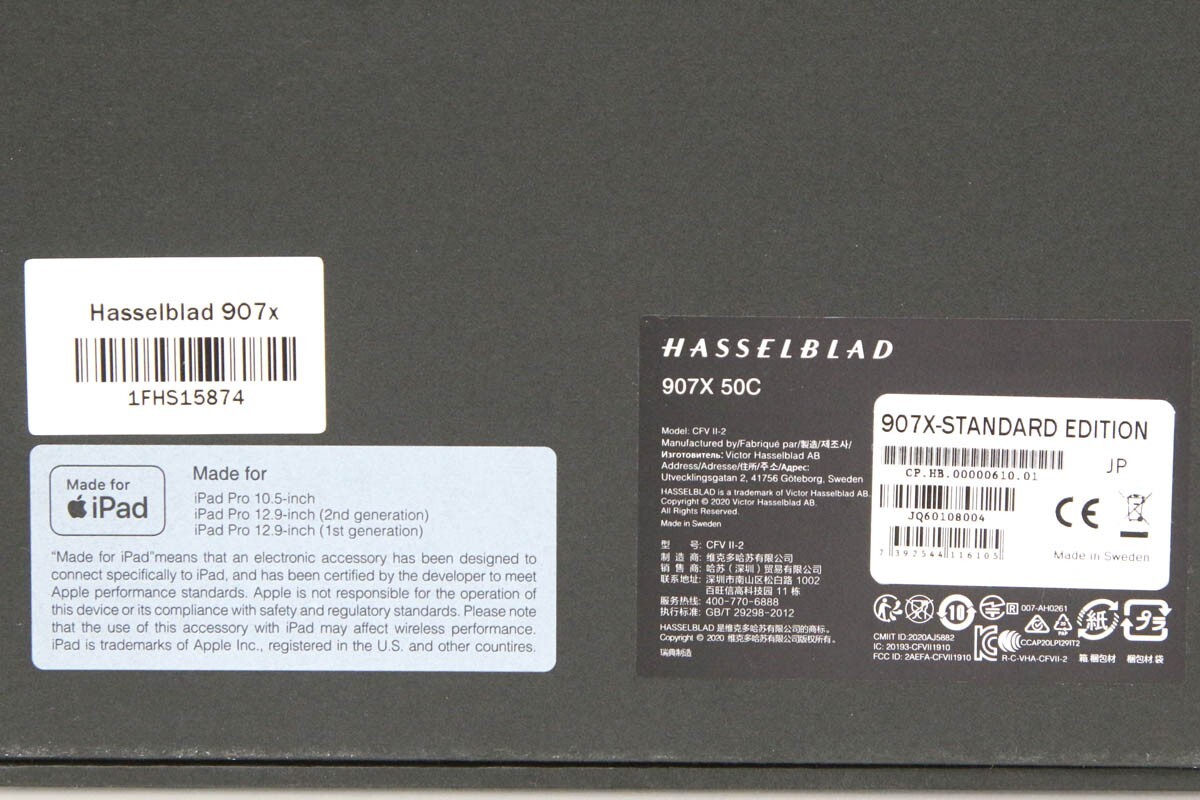 Hasselblad 907x
1FHS15874
Made for
iPad
Made for
iPad Pro 10.5-inch
iPad Pro 12.9-inch (2nd generation)
iPad Pro 12.9-inch (1st generation)
“Made for iPad”means that an electronic accessory has been designed to
connect specifically to iPad, and has been certified by the developer to meet
Apple performance standards. Apple is not responsible for the operation of
this device or its compliance with safety and regulatory standards. Please note
that the use of this accessory with iPad may affect wireless performance.
iPad is trademarks of Apple Inc., registered in the U.S. and other countires.
HASSELBLAD
907X 50C
Model: CFV II-2
Manufactured by/Fabriqué par/製造/제조사/
Изготовитель: Victor Hasselblad AB
Address/Adresse/住所/주소/Адрес:
Utvecklingsgatan 2, 41756 Göteborg, Sweden
HASSELBLAD is a trademark of Victor Hasselblad AB.
Copyright © 2020 Victor Hasselblad AB.
All Rights Reserved.
Made in Sweden
型 号: CFV II-2
制 造 商: 维克多哈苏有限公司
销 售 商: 哈苏（深圳）贸易有限公司
联系地址: 深圳市南山区松白路 1002
百旺信高科技园 11 栋
服务热线: 400-770-6888
执行标准: GB/T 29298-2012
HASSELBLAD 是维克多哈苏有限公司的商标。
Copyright © 2020 维克多哈苏有限公司版权所有。
瑞典制造
907X-STANDARD EDITION
JP
CP.HB.00000610.01
JQ60108004
7 392544 116105
CE
Made in Sweden
10
R 007-AH0261
紙
プラ
PAP
CMIIT ID:2020AJ5882
IC: 20193-CFVII1910
FCC ID: 2AEFA-CFVII1910
CCAP20LP1291T2
R-C-VHA-CFVII-2
箱,梱包材
梱包材 袋